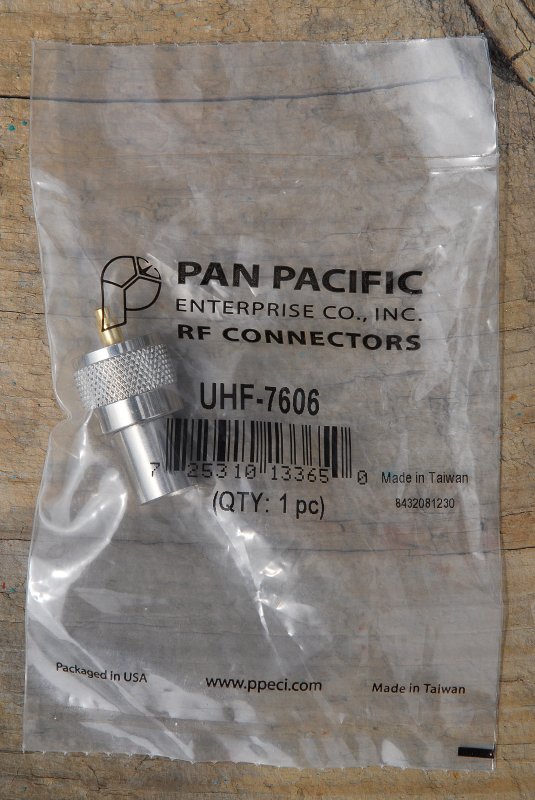 PAN PACIFIC
ENTERPRISE CO., INC.
RF CONNECTORS
UHF-7606
7 25310 13365 0
Made in Taiwan
8432081230
(QTY: 1 pc)
Packaged in USA
www.ppeci.com
Made in Taiwan